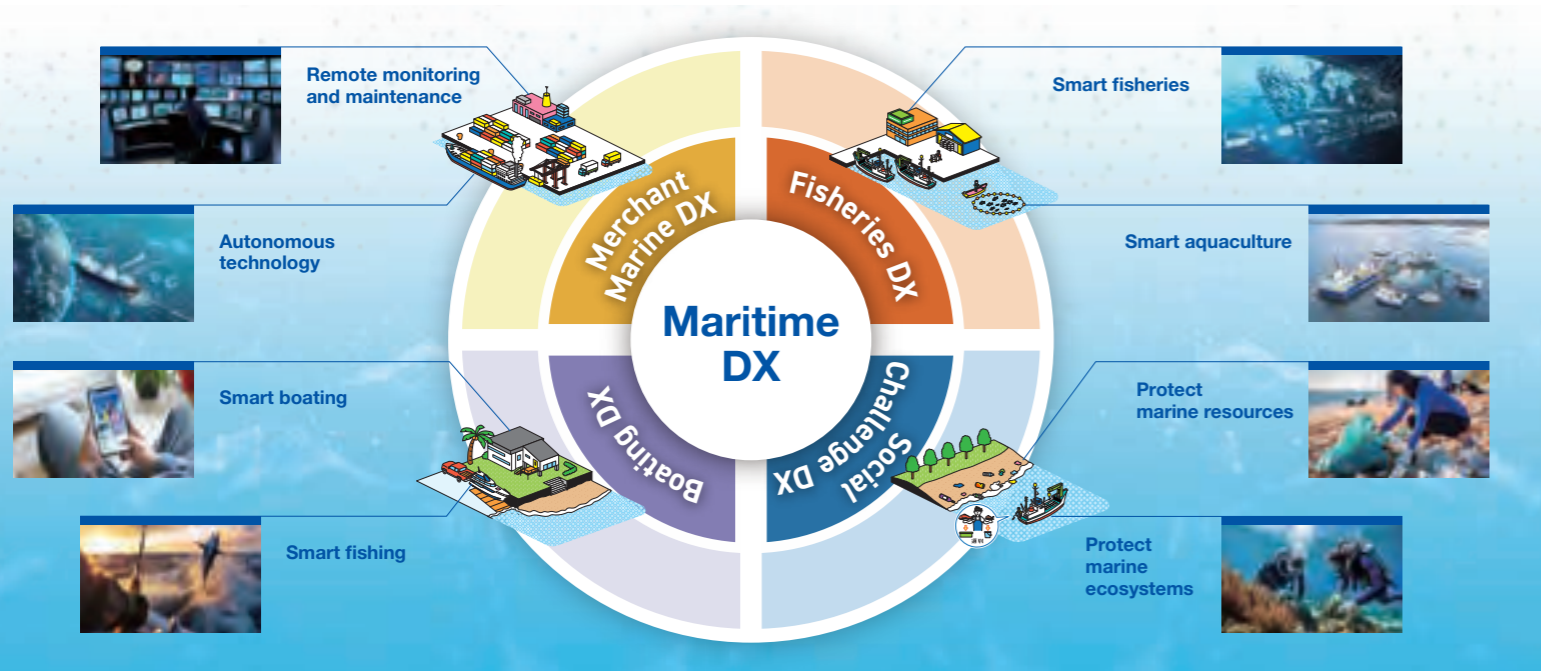 Remote monitoring
and maintenance
Autonomous
technology
Smart boating
Smart fishing
Merchant
Marine DX
Fisheries DX
Maritime
DX
Boating DX
Social
Challenge DX
Smart fisheries
Smart aquaculture
Protect
marine resources
Protect
marine
ecosystems